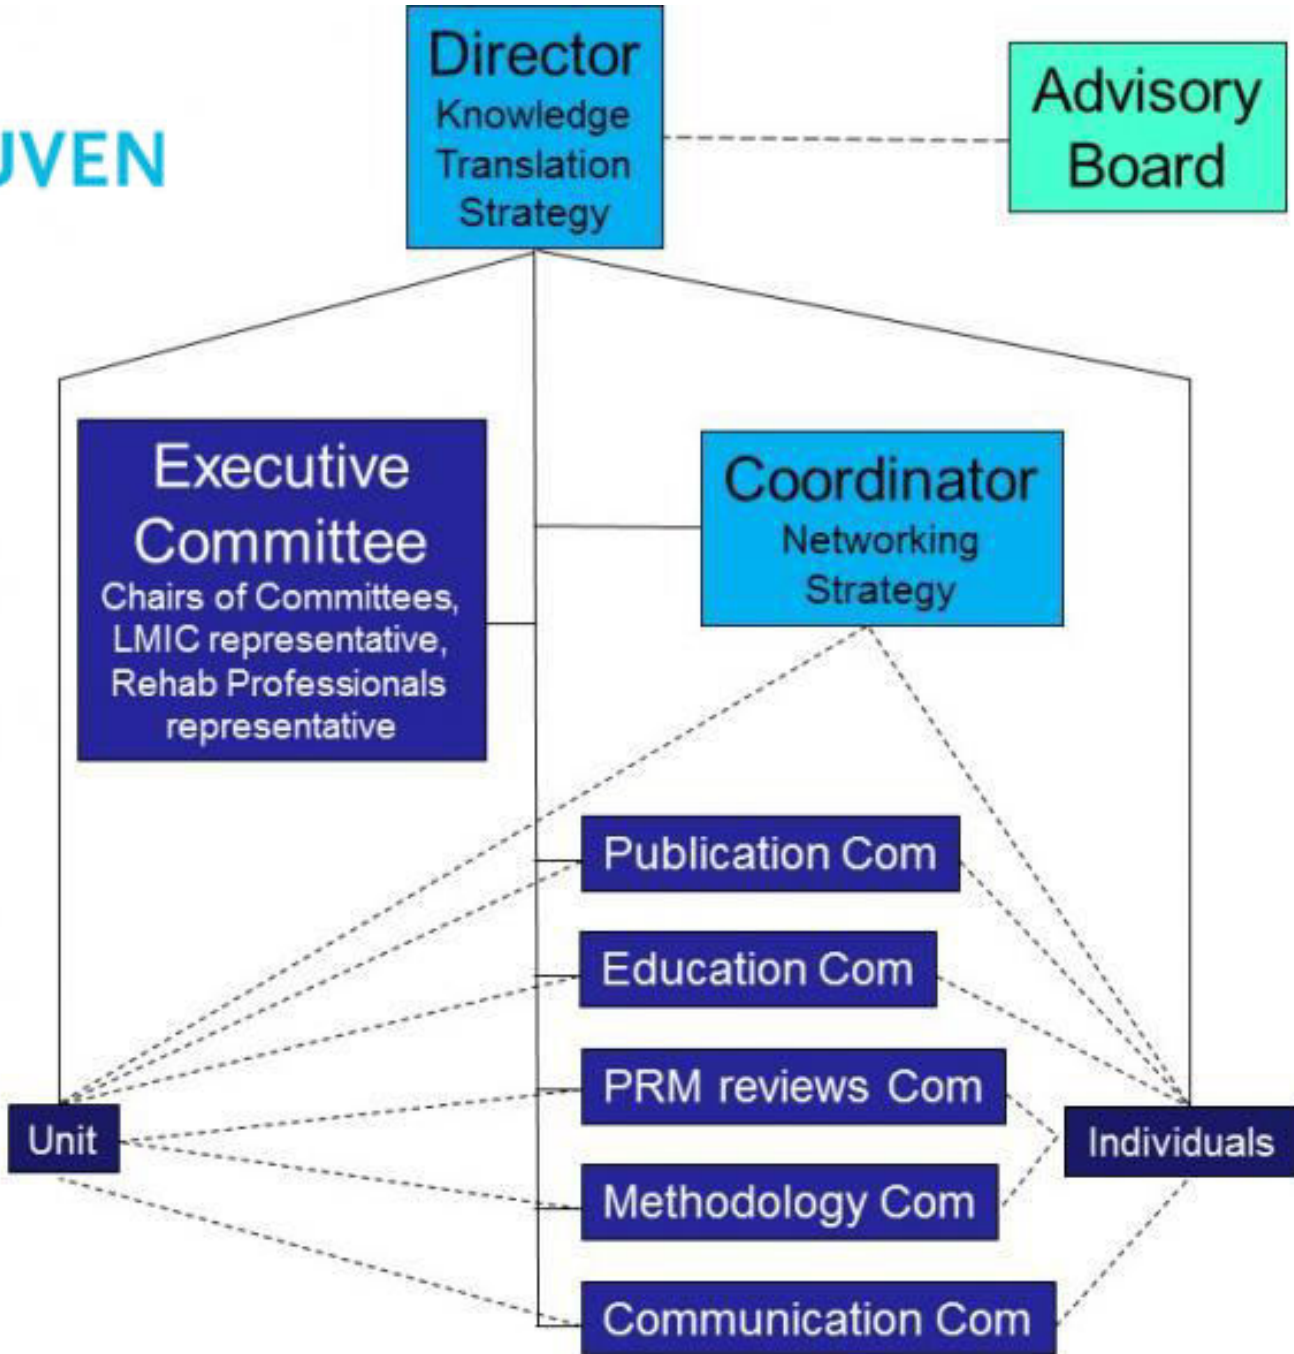 Director
Knowledge
Translation
Strategy
Advisory
Board
UVEN
Executive
Committee
Chairs of Committees,
LMIC representative,
Rehab Professionals
representative
Coordinator
Networking
Strategy
Publication Com
Education Com
PRM reviews Com
Unit
Individuals
Methodology Com
Communication Com